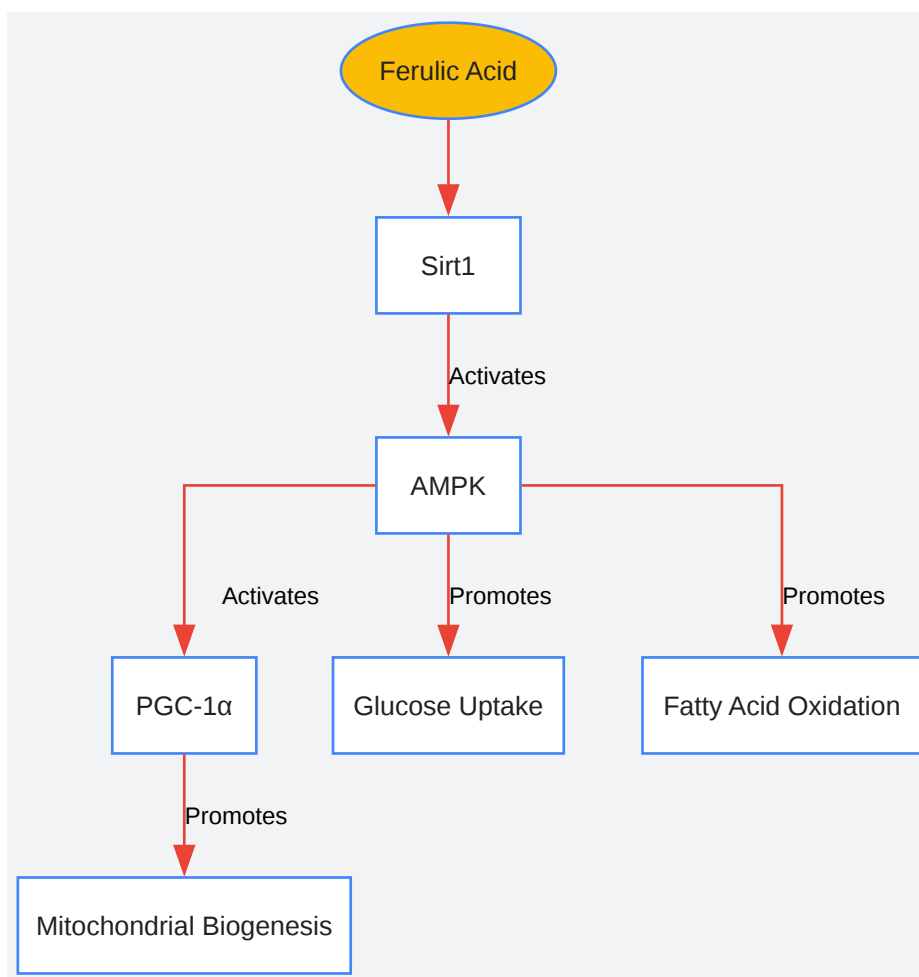 Ferulic Acid
Sirt1
Activates
AMPK
Activates
Promotes
Promotes
PGC-1α
Glucose Uptake
Fatty Acid Oxidation
Promotes
Mitochondrial Biogenesis